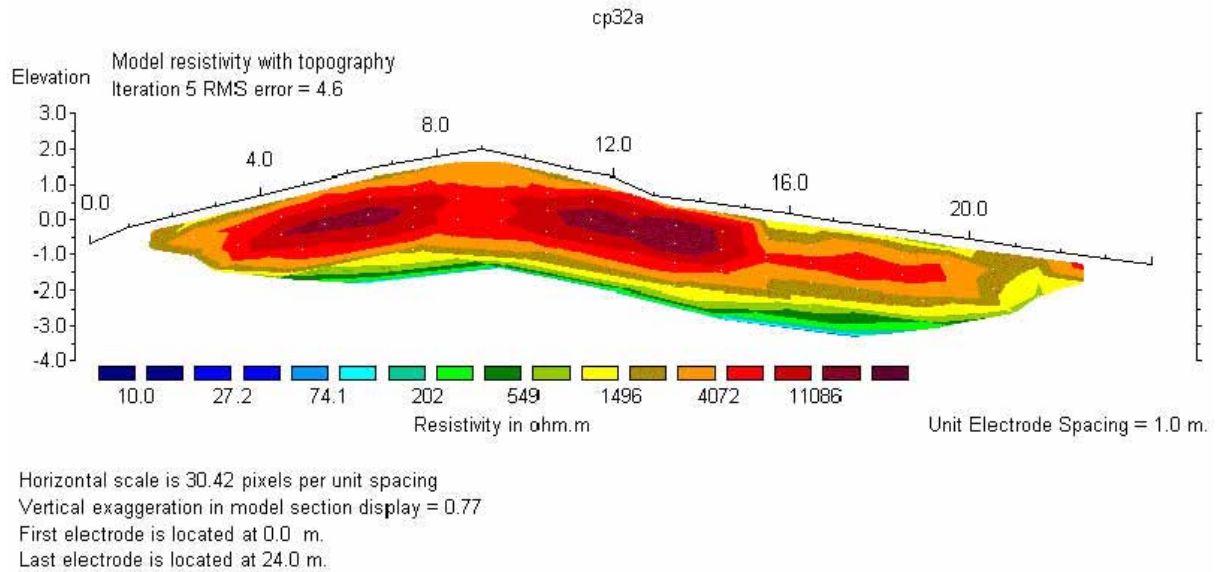 cp32a
Model resistivity with topography
Elevation
Iteration 5 RMS error = 4.6
3.0
2.0
1.0
0.0
-1.0
-2.0
-3.0
-4.0
0.0
4.0
8.0
12.0
16.0
20.0
10.0 27.2 74.1 202 549 1496 4072 11086
Resistivity in ohm.m
Unit Electrode Spacing = 1.0 m.
Horizontal scale is 30.42 pixels per unit spacing
Vertical exaggeration in model section display = 0.77
First electrode is located at 0.0 m.
Last electrode is located at 24.0 m.